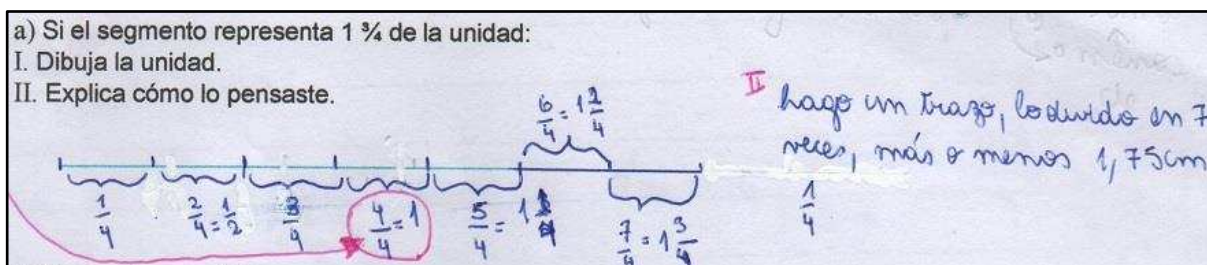 a) Si el segmento representa 1 ¾ de la unidad:
I. Dibuja la unidad.
II. Explica cómo lo pensaste.
II hago un trazo, lo divido en 7
veces, más o menos 1,75cm
6/4 = 1 2/4
1/4
2/4 = 1/2
3/4
4/4 = 1
5/4 = 1 1/4
7/4 = 1 3/4
1/4